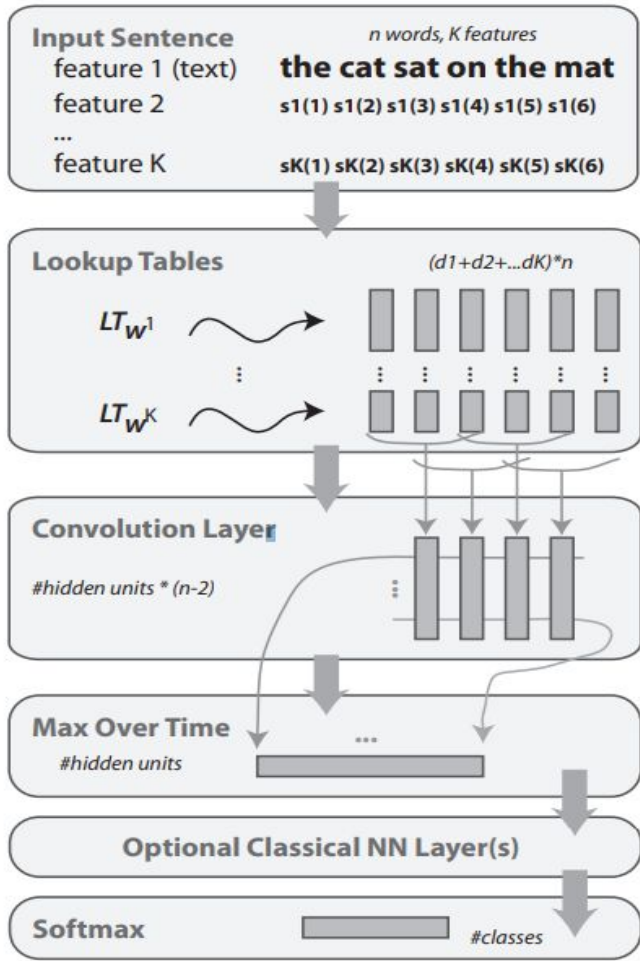 Input Sentence
n words, K features
feature 1 (text) the cat sat on the mat
feature 2 s1(1) s1(2) s1(3) s1(4) s1(5) s1(6)
...
feature K sK(1) sK(2) sK(3) sK(4) sK(5) sK(6)
Lookup Tables
(d1+d2+...dK)*n
LTw1
...
LTwK
Convolution Layer
#hidden units * (n-2)
Max Over Time
...
#hidden units
Optional Classical NN Layer(s)
Softmax
#classes